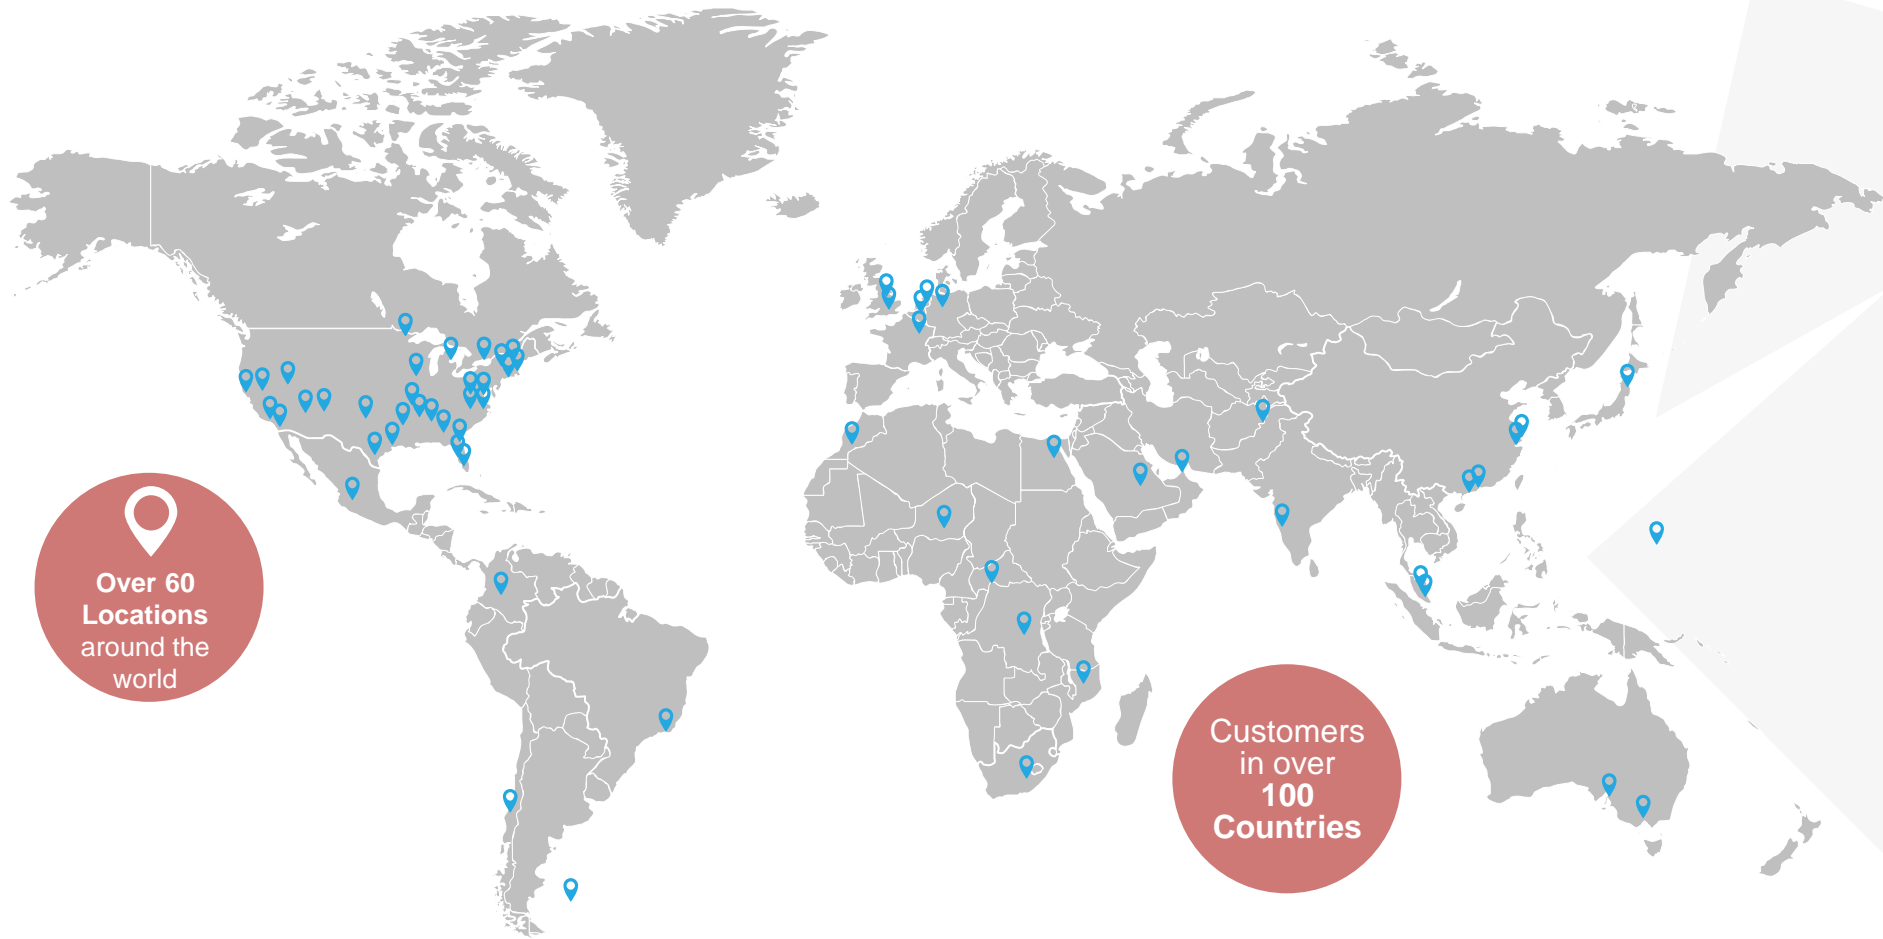 Over 60
Locations
around the
world
Customers
in over
100
Countries